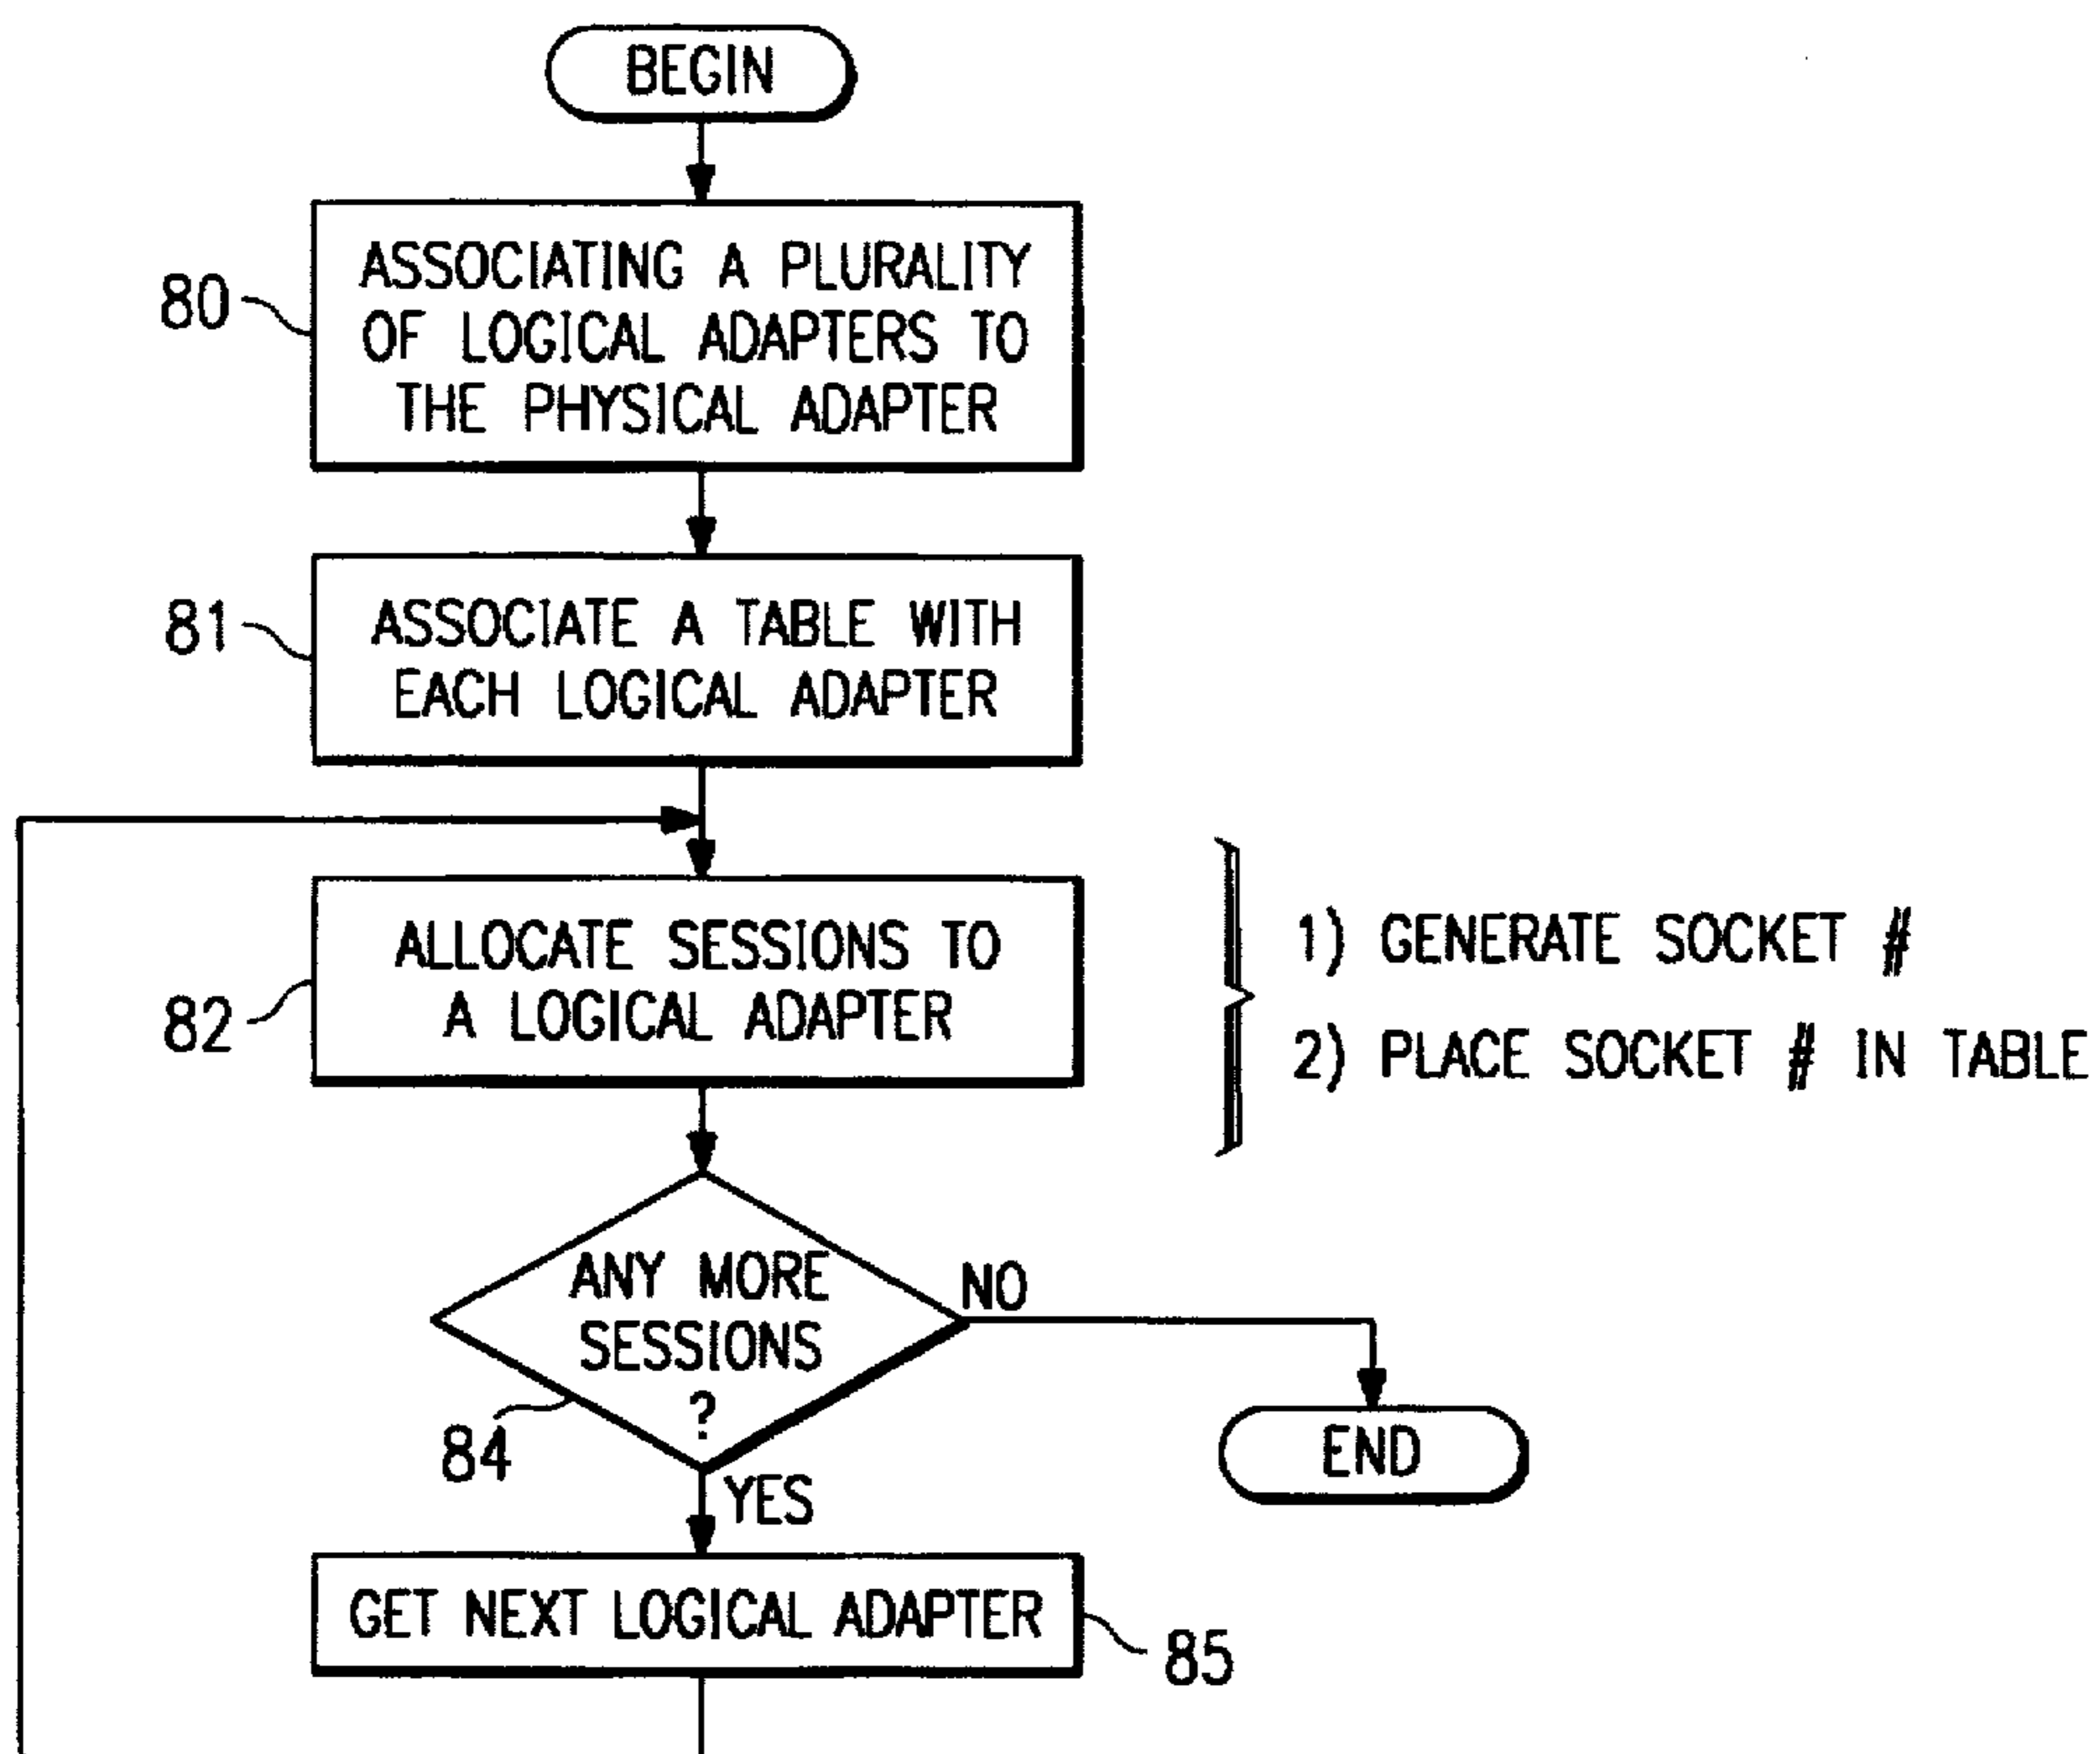 BEGIN
80
ASSOCIATING A PLURALITY
OF LOGICAL ADAPTERS TO
THE PHYSICAL ADAPTER
81
ASSOCIATE A TABLE WITH
EACH LOGICAL ADAPTER
82
ALLOCATE SESSIONS TO
A LOGICAL ADAPTER
1) GENERATE SOCKET #
2) PLACE SOCKET # IN TABLE
ANY MORE
SESSIONS
?
84
NO
END
YES
GET NEXT LOGICAL ADAPTER
85